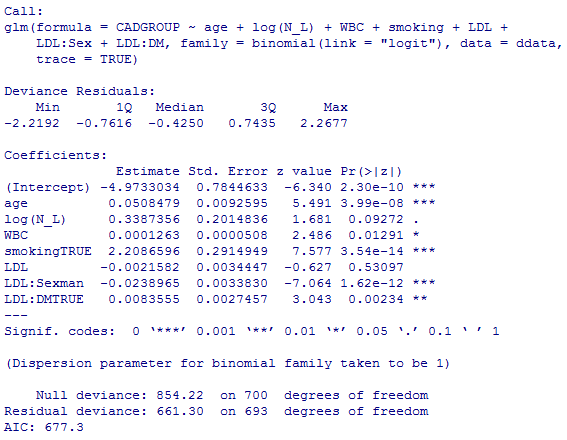 Call:
glm(formula = CADGROUP ~ age + log(N_L) + WBC + smoking + LDL +
LDL:Sex + LDL:DM, family = binomial(link = "logit"), data = ddata,
trace = TRUE)
Deviance Residuals:
Min 1Q Median 3Q Max
-2.2192 -0.7616 -0.4250 0.7435 2.2677
Coefficients:
Estimate Std. Error z value Pr(>|z|)
(Intercept) -4.9733034 0.7844633 -6.340 2.30e-10 ***
age 0.0508479 0.0092595 5.491 3.99e-08 ***
log(N_L) 0.3387356 0.2014836 1.681 0.09272 .
WBC 0.0001263 0.0000508 2.486 0.01291 *
smokingTRUE 2.2086596 0.2914949 7.577 3.54e-14 ***
LDL -0.0021582 0.0034447 -0.627 0.53097
LDL:Sexman -0.0238965 0.0033830 -7.064 1.62e-12 ***
LDL:DMTRUE 0.0083555 0.0027457 3.043 0.00234 **
---
Signif. codes: 0 ‘***’ 0.001 ‘**’ 0.01 ‘*’ 0.05 ‘.’ 0.1 ‘ ’ 1
(Dispersion parameter for binomial family taken to be 1)
Null deviance: 854.22 on 700 degrees of freedom
Residual deviance: 661.30 on 693 degrees of freedom
AIC: 677.3